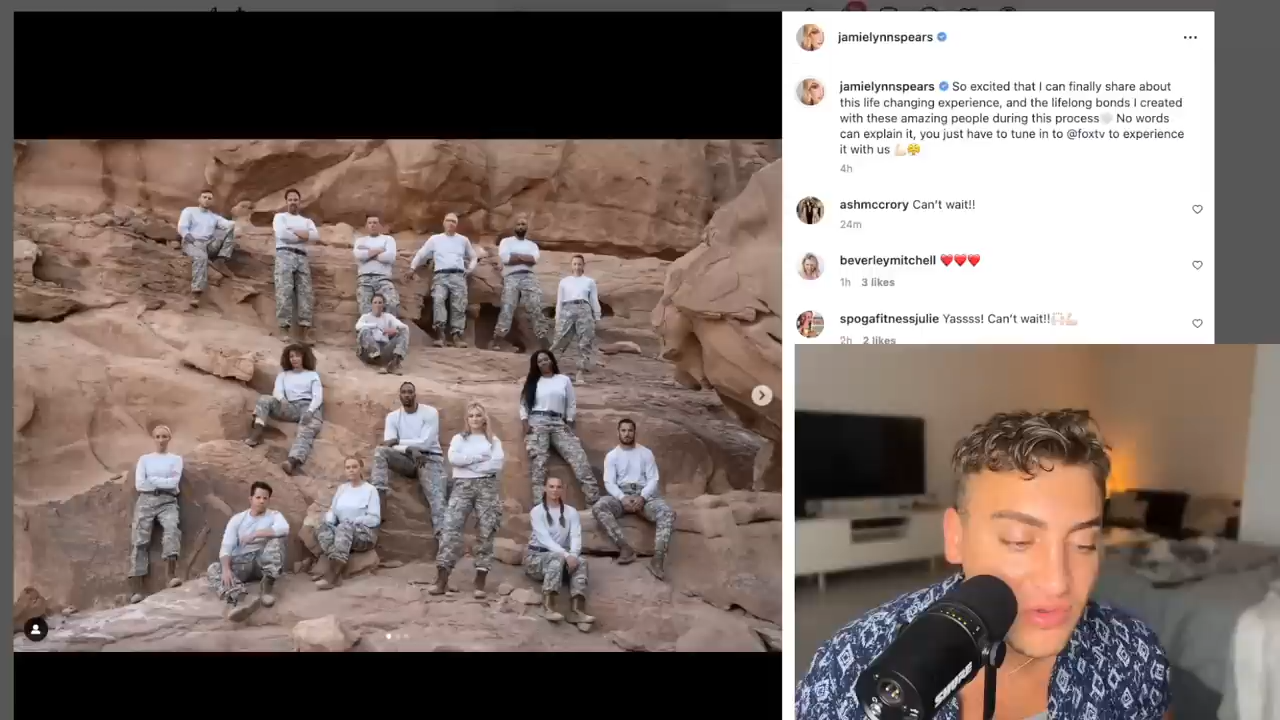 jamielynnspears
jamielynnspears So excited that I can finally share about
this life changing experience, and the lifelong bonds I created
with these amazing people during this process🤍 No words
can explain it, you just have to tune in to @foxtv to experience
it with us 💪🏻😤
4h
ashmccrory Can't wait!!
24m
beverleymitchell ❤️❤️❤️
1h 3 likes
spogafitnessjulie Yassss! Can't wait!!🙌🏻💪🏻
2h 2 likes
SHURE